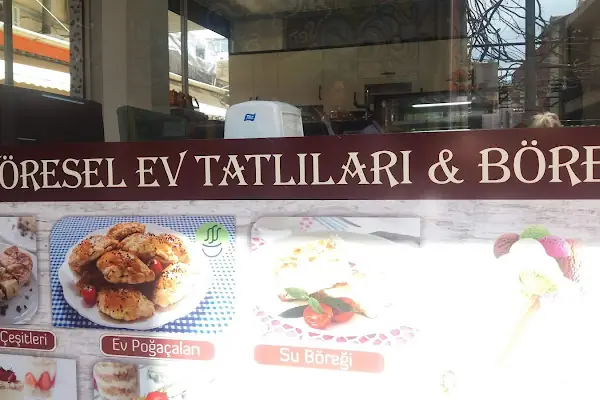 ÖRESEL EV TATLILARI & BÖRE
Çeşitleri
Ev Poğaçaları
Su Böreği